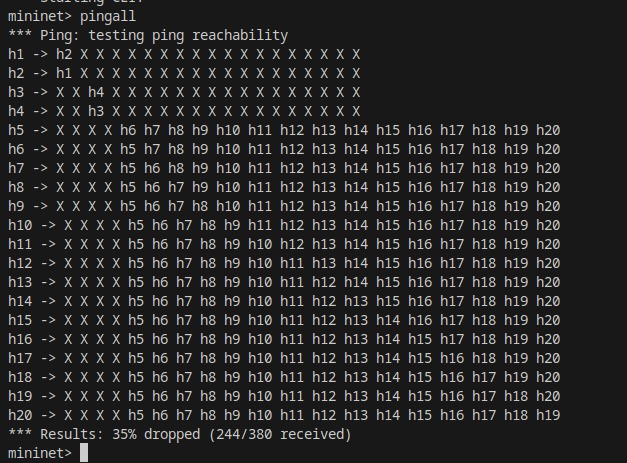 Starting CLI:
mininet> pingall
*** Ping: testing ping reachability
h1 -> h2 X X X X X X X X X X X X X X X X X X
h2 -> h1 X X X X X X X X X X X X X X X X X X
h3 -> X X h4 X X X X X X X X X X X X X X X X
h4 -> X X h3 X X X X X X X X X X X X X X X X
h5 -> X X X X h6 h7 h8 h9 h10 h11 h12 h13 h14 h15 h16 h17 h18 h19 h20
h6 -> X X X X h5 h7 h8 h9 h10 h11 h12 h13 h14 h15 h16 h17 h18 h19 h20
h7 -> X X X X h5 h6 h8 h9 h10 h11 h12 h13 h14 h15 h16 h17 h18 h19 h20
h8 -> X X X X h5 h6 h7 h9 h10 h11 h12 h13 h14 h15 h16 h17 h18 h19 h20
h9 -> X X X X h5 h6 h7 h8 h10 h11 h12 h13 h14 h15 h16 h17 h18 h19 h20
h10 -> X X X X h5 h6 h7 h8 h9 h11 h12 h13 h14 h15 h16 h17 h18 h19 h20
h11 -> X X X X h5 h6 h7 h8 h9 h10 h12 h13 h14 h15 h16 h17 h18 h19 h20
h12 -> X X X X h5 h6 h7 h8 h9 h10 h11 h13 h14 h15 h16 h17 h18 h19 h20
h13 -> X X X X h5 h6 h7 h8 h9 h10 h11 h12 h14 h15 h16 h17 h18 h19 h20
h14 -> X X X X h5 h6 h7 h8 h9 h10 h11 h12 h13 h15 h16 h17 h18 h19 h20
h15 -> X X X X h5 h6 h7 h8 h9 h10 h11 h12 h13 h14 h16 h17 h18 h19 h20
h16 -> X X X X h5 h6 h7 h8 h9 h10 h11 h12 h13 h14 h15 h17 h18 h19 h20
h17 -> X X X X h5 h6 h7 h8 h9 h10 h11 h12 h13 h14 h15 h16 h18 h19 h20
h18 -> X X X X h5 h6 h7 h8 h9 h10 h11 h12 h13 h14 h15 h16 h17 h19 h20
h19 -> X X X X h5 h6 h7 h8 h9 h10 h11 h12 h13 h14 h15 h16 h17 h18 h20
h20 -> X X X X h5 h6 h7 h8 h9 h10 h11 h12 h13 h14 h15 h16 h17 h18 h19
*** Results: 35% dropped (244/380 received)
mininet>